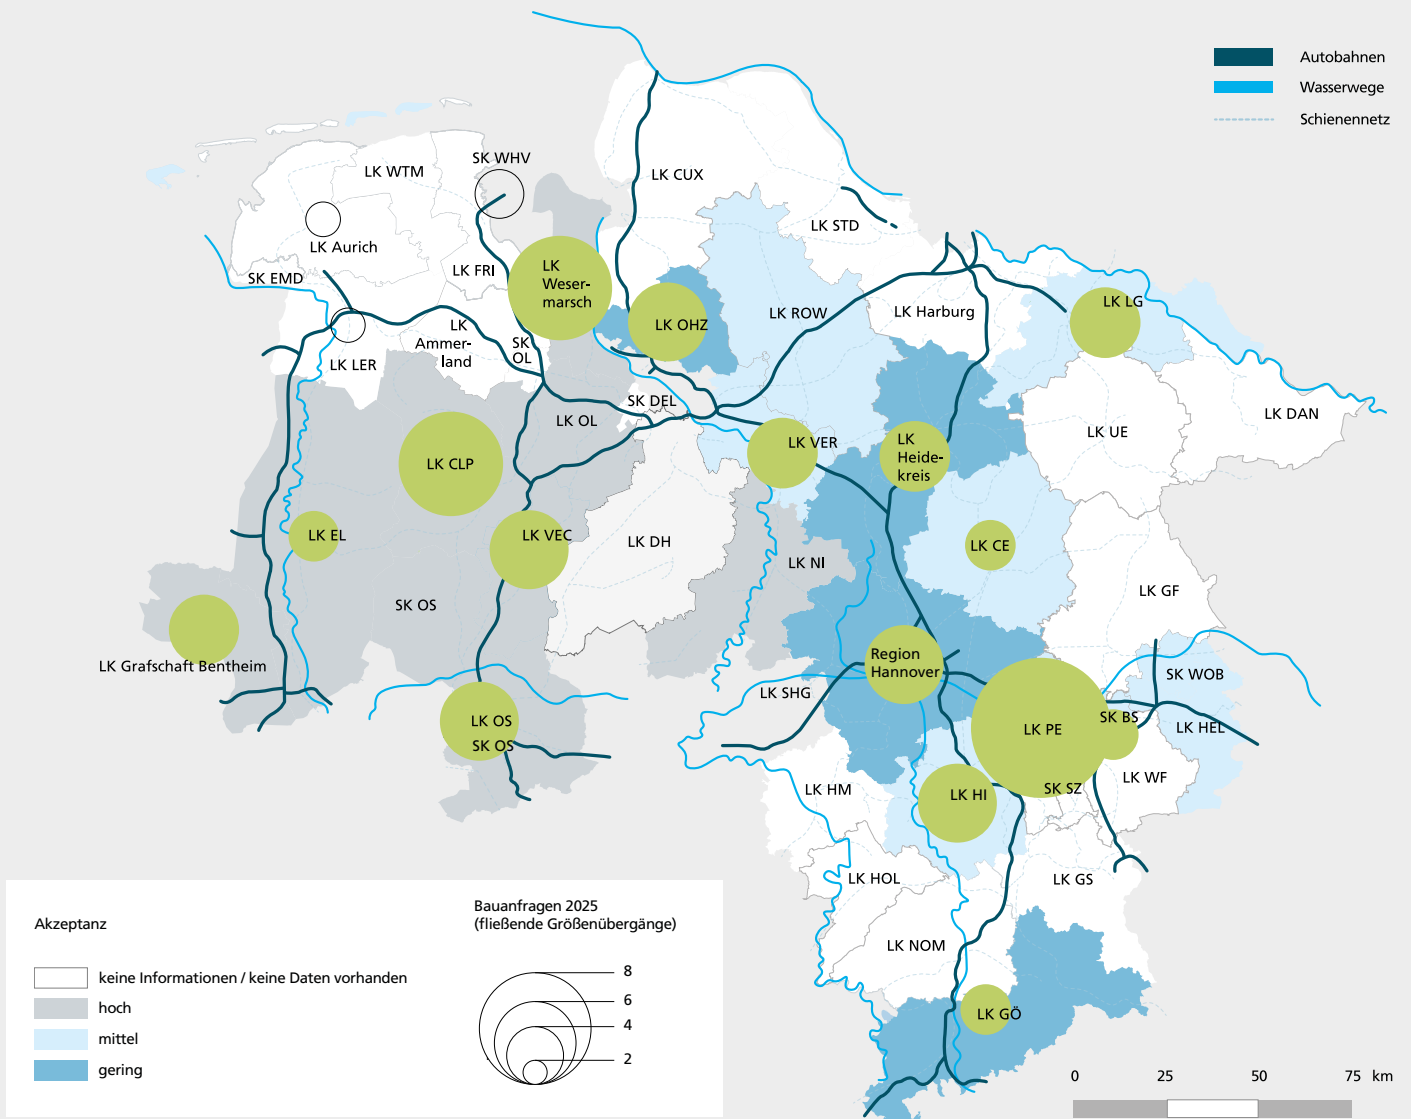 Autobahnen
Wasserwege
Schienennetz
SK WHV
LK WTM
LK CUX
LK STD
LK Aurich
SK EMD
LK FRI
LK
Weser-
marsch
LK OHZ
LK ROW
LK Harburg
LK LG
LK
Ammer-
land
SK
OL
LK LER
SK DEL
LK OL
LK DAN
LK UE
LK VER
LK
Heide-
kreis
LK CLP
LK EL
LK VEC
LK DH
LK CE
LK NI
LK GF
SK OS
LK Grafschaft Bentheim
Region
Hannover
SK WOB
LK SHG
LK OS
SK OS
LK PE
SK BS
LK HEL
LK WF
LK HM
LK HI
SK SZ
LK HOL
LK GS
LK NOM
LK GÖ
Akzeptanz
keine Informationen / keine Daten vorhanden
hoch
mittel
gering
Bauanfragen 2025
(fließende Größenübergänge)
8
6
4
2
0 25 50 75 km